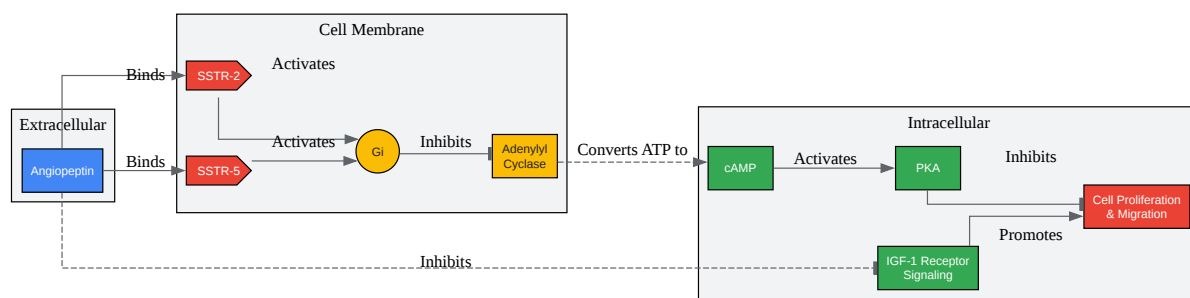 Cell Membrane
SSTR-2
Activates
Binds
Extracellular
Angiopeptin
Binds
SSTR-5
Activates
Gi
Inhibits
Adenylyl
Cyclase
Converts ATP to
Intracellular
cAMP
Activates
PKA
Inhibits
Cell Proliferation
& Migration
Promotes
IGF-1 Receptor
Signaling
Inhibits